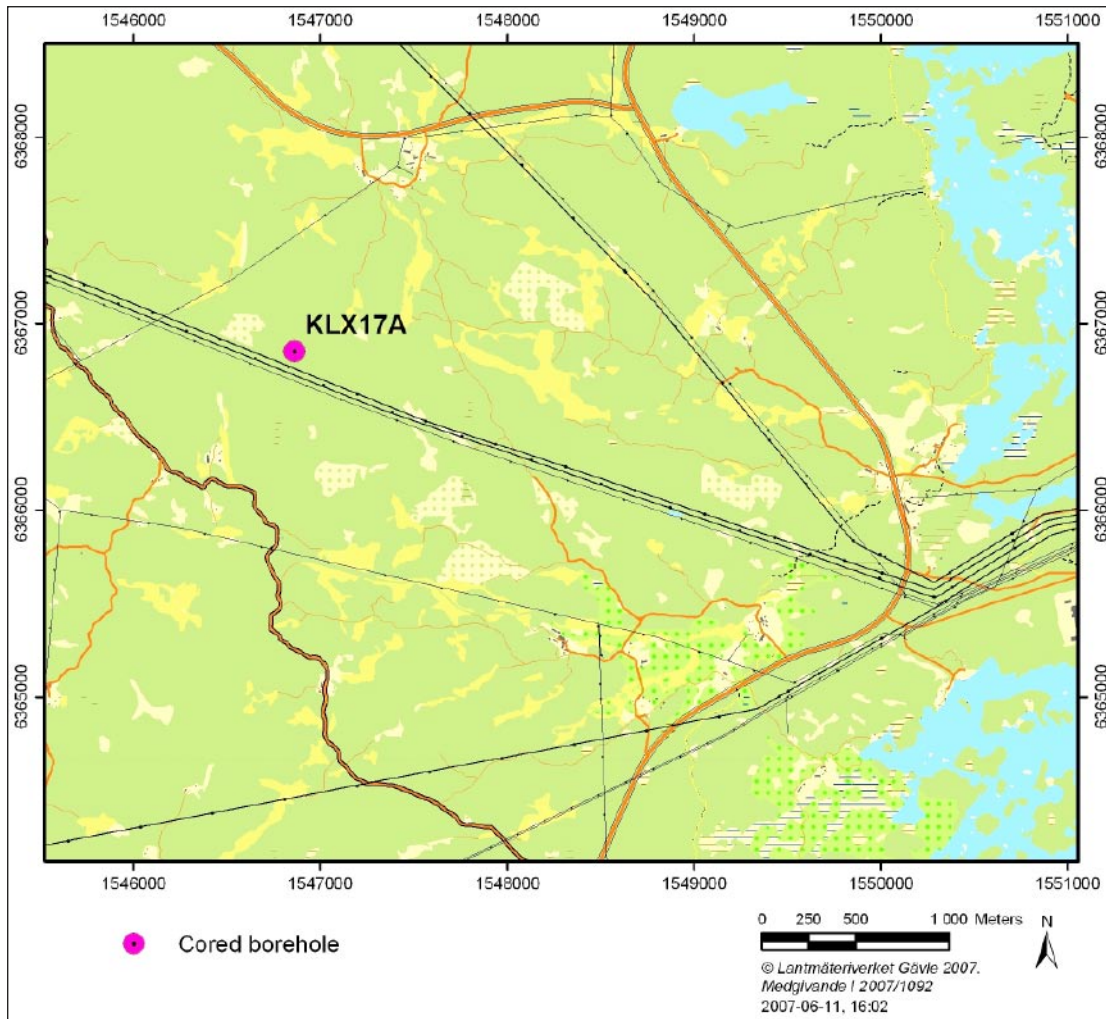 1546000 1547000 1548000 1549000 1550000 1551000
6368000 6368000
6367000 6367000
KLX17A
6366000 6366000
6365000 6365000
1546000 1547000 1548000 1549000 1550000 1551000
Cored borehole
0 250 500 1 000 Meters
N
© Lantmäteriverket Gävle 2007.
Medgivande I 2007/1092
2007-06-11, 16:02